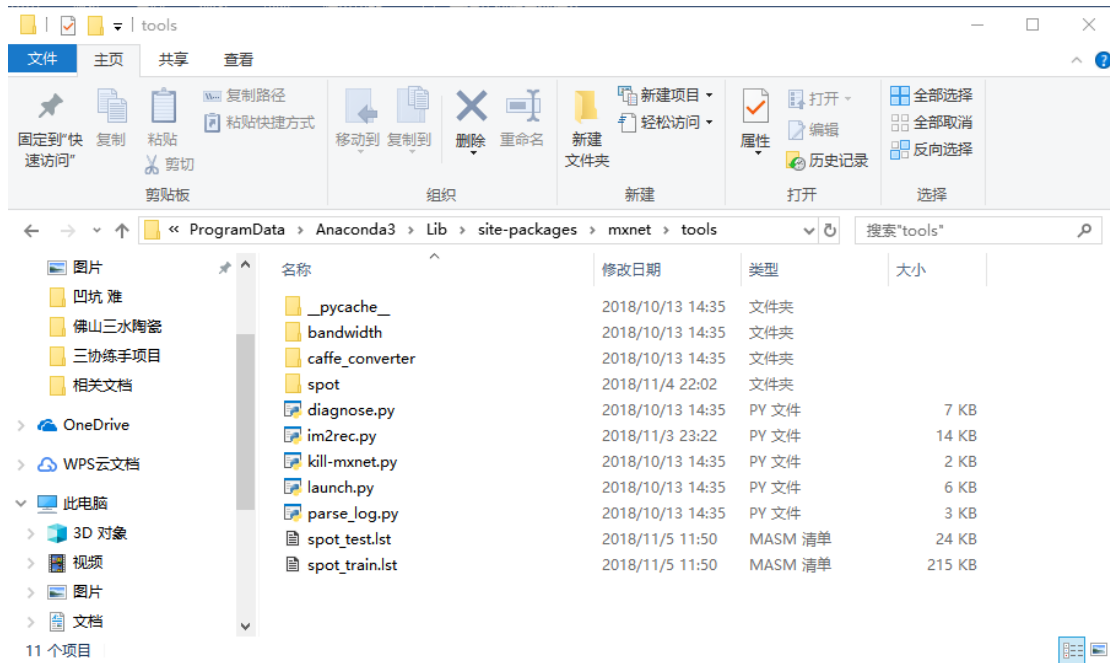 tools
文件 主页 共享 查看
固定到"快速访问" 复制 粘贴 复制路径 粘贴快捷方式 剪切
移动到 复制到 删除 重命名
新建文件夹 新建项目 轻松访问
属性 打开 编辑 历史记录
全部选择 全部取消 反向选择
剪贴板 组织 新建 打开 选择
« ProgramData › Anaconda3 › Lib › site-packages › mxnet › tools 搜索"tools"
图片
凹坑 难
佛山三水陶瓷
三协练手项目
相关文档
OneDrive
WPS云文档
此电脑
3D 对象
视频
图片
文档
名称 修改日期 类型 大小
__pycache__ 2018/10/13 14:35 文件夹
bandwidth 2018/10/13 14:35 文件夹
caffe_converter 2018/10/13 14:35 文件夹
spot 2018/11/4 22:02 文件夹
diagnose.py 2018/10/13 14:35 PY 文件 7 KB
im2rec.py 2018/11/3 23:22 PY 文件 14 KB
kill-mxnet.py 2018/10/13 14:35 PY 文件 2 KB
launch.py 2018/10/13 14:35 PY 文件 6 KB
parse_log.py 2018/10/13 14:35 PY 文件 3 KB
spot_test.lst 2018/11/5 11:50 MASM 清单 24 KB
spot_train.lst 2018/11/5 11:50 MASM 清单 215 KB
11 个项目